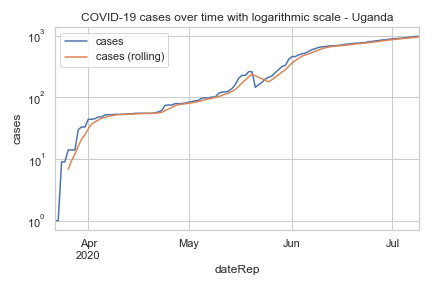 COVID-19 cases over time with logarithmic scale - Uganda
cases
cases (rolling)
10³
10²
10¹
10⁰
cases
Apr
2020
May
Jun
Jul
dateRep